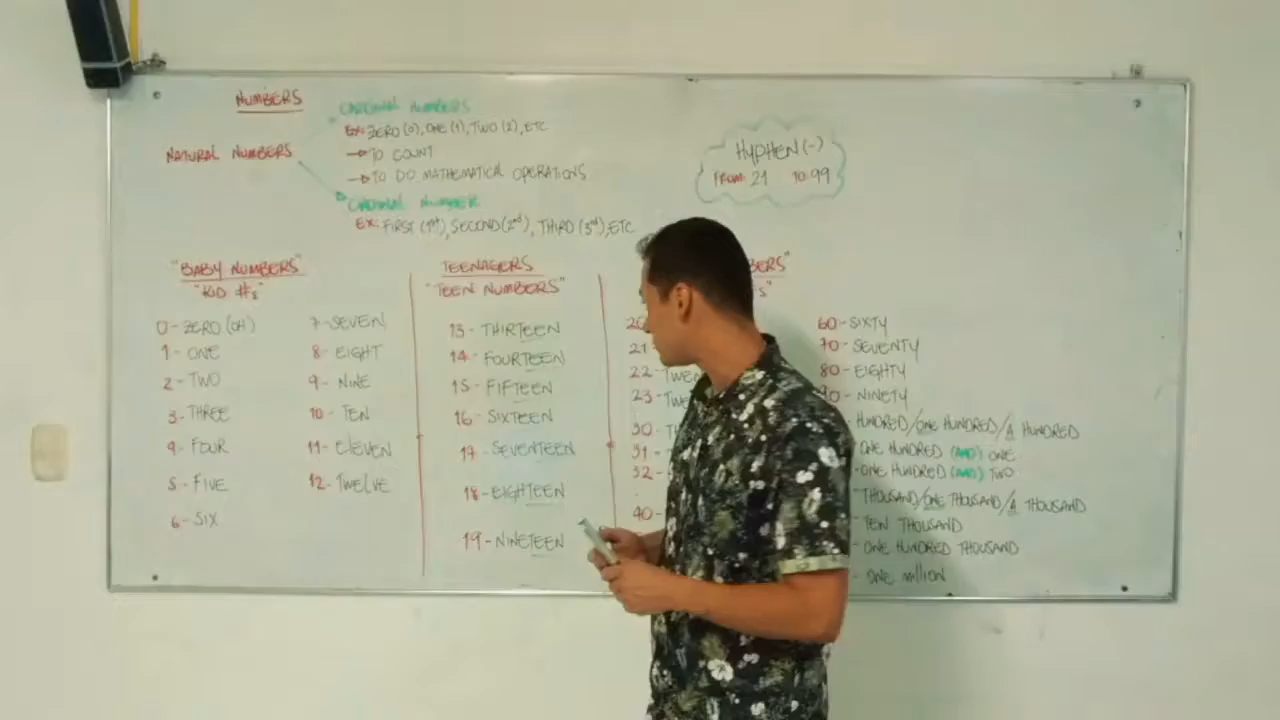 NUMBERS
NATURAL NUMBERS
CARDINAL NUMBERS
EX: ZERO (0), ONE (1), TWO (2), ETC
→ TO COUNT
→ TO DO MATHEMATICAL OPERATIONS
NUMBER
EX: FIRST (1st), SECOND (2nd), THIRD (3rd), ETC
HYPHEN (-)
FROM: 21 TO: 99
"BABY NUMBERS"
"KID #s"
0 - ZERO (OH)
1 - ONE
2 - TWO
3 - THREE
4 - FOUR
5 - FIVE
6 - SIX
7 - SEVEN
8 - EIGHT
9 - NINE
10 - TEN
11 - ELEVEN
12 - TWELVE
TEENAGERS
"TEEN NUMBERS"
13 - THIRTEEN
14 - FOURTEEN
15 - FIFTEEN
16 - SIXTEEN
17 - SEVENTEEN
18 - EIGHTEEN
19 - NINETEEN
20
21
22 -
23 -
30 -
31 -
32 -
40 -
60 - SIXTY
70 - SEVENTY
80 - EIGHTY
90 - NINETY
HUNDRED/ONE HUNDRED/A HUNDRED
ONE HUNDRED (AND) ONE
- ONE HUNDRED (AND) TWO
THOUSAND/ONE THOUSAND/A THOUSAND
- TEN THOUSAND
- ONE HUNDRED THOUSAND
- ONE MILLION